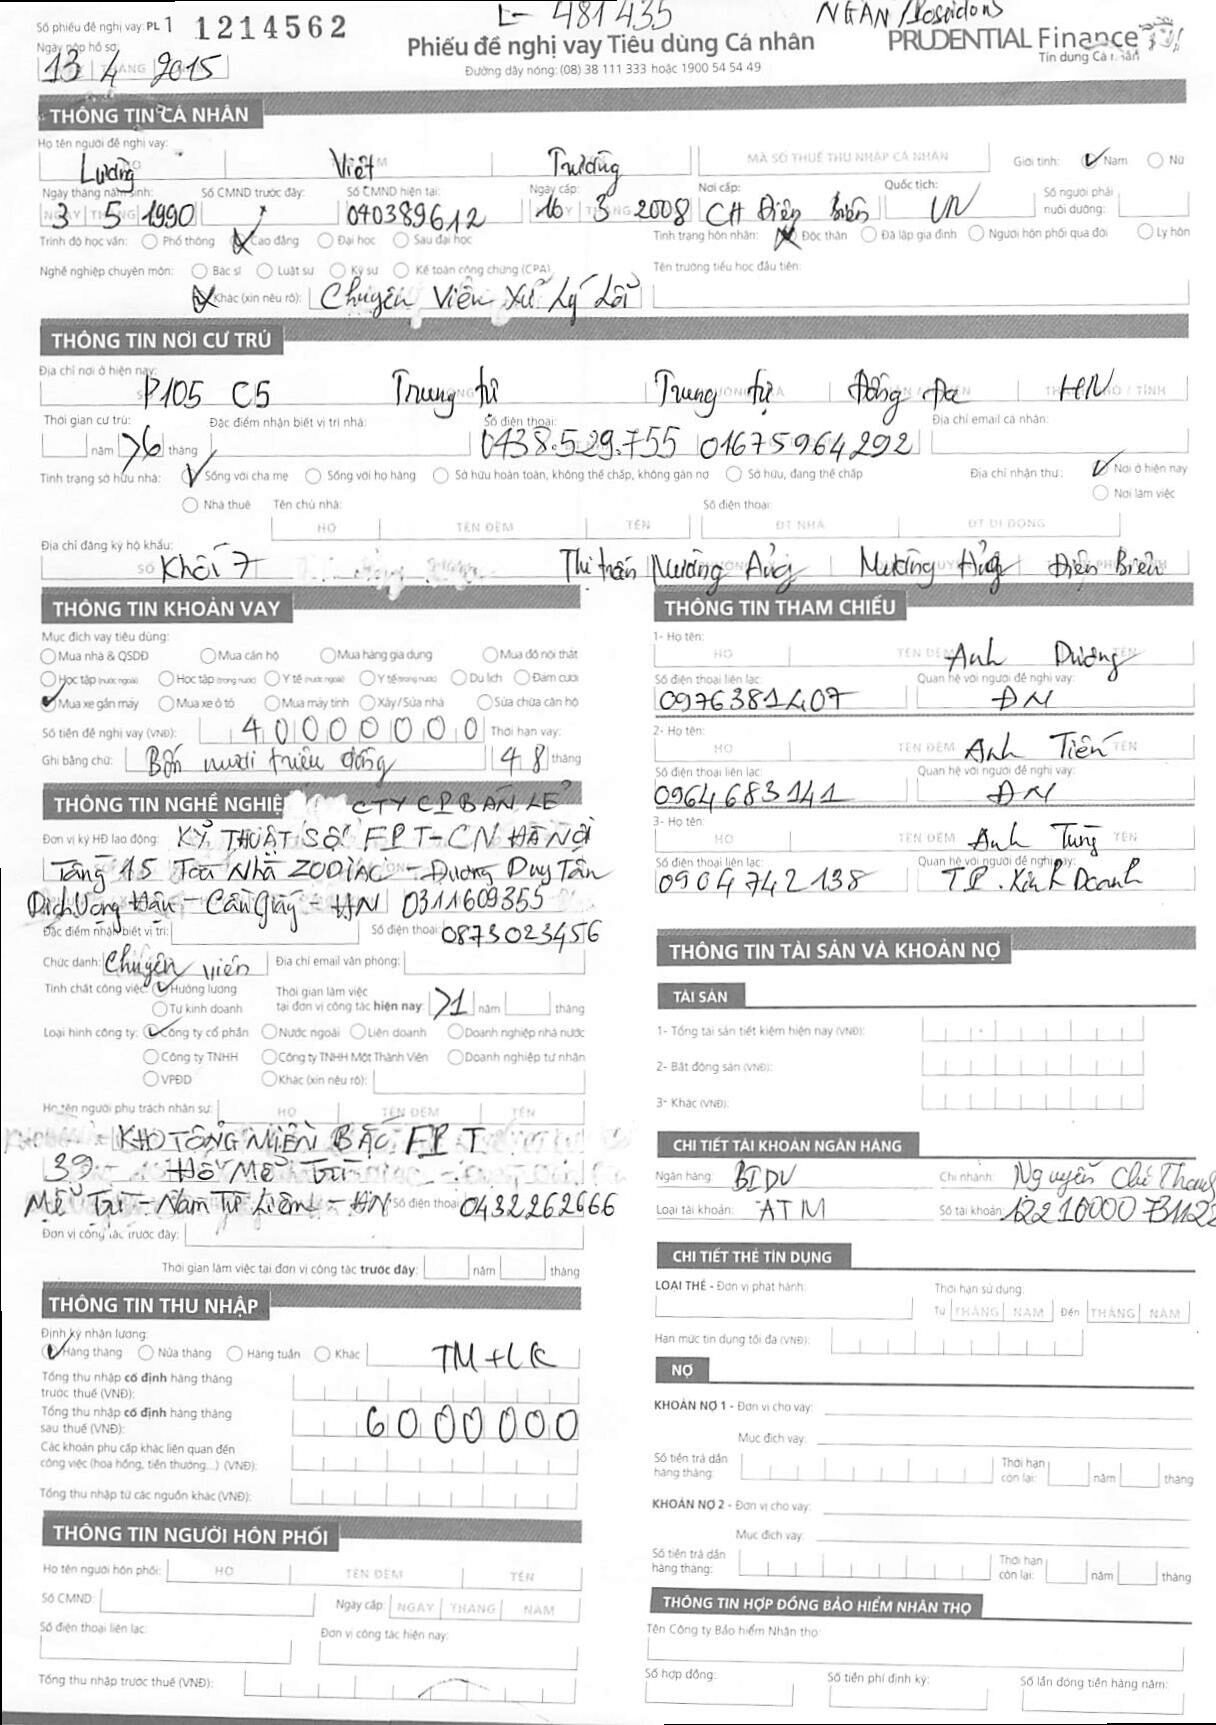 Số phiếu đề nghị vay: PL 1 1214562
L- 481435
NGAN/Poseidons
Ngày nộp hồ sơ:
13 4 2015
Phiếu đề nghị vay Tiêu dùng Cá nhân
Đường dây nóng: (08) 38 111 333 hoặc 1900 54 54 49
PRUDENTIAL Finance
Tín dụng Cá nhân
THÔNG TIN CÁ NHÂN
Họ tên người đề nghị vay:
Lường Việt Trường
MÃ SỐ THUẾ THU NHẬP CÁ NHÂN
Giới tính: Nam Nữ
Ngày tháng năm sinh: Số CMND trước đây: Số CMND hiện tại: Ngày cấp: Nơi cấp: Quốc tịch: Số người phải nuôi dưỡng:
3 5 1990 / 040389612 16 3 2008 CH Điện Biên VN
Trình độ học vấn: Phổ thông Cao đẳng Đại học Sau đại học
Tình trạng hôn nhân: Độc thân Đã lập gia đình Người hôn phối qua đời Ly hôn
Nghề nghiệp chuyên môn: Bác sĩ Luật sư Kỹ sư Kế toán công chứng (CPA)
Tên trường tiểu học đầu tiên:
Khác (xin nêu rõ): Chuyên Viên Xử Lý Lỗi
THÔNG TIN NƠI CƯ TRÚ
Địa chỉ nơi ở hiện nay:
P105 C5 Trung tự Trung tự Đống Đa HN
Thời gian cư trú: Đặc điểm nhận biết vị trí nhà: Số điện thoại: Địa chỉ email cá nhân:
năm >6 tháng 0438.529.755 01675964292
Tình trạng sở hữu nhà: Sống với cha mẹ Sống với họ hàng Sở hữu hoàn toàn, không thế chấp, không gán nợ Sở hữu, đang thế chấp
Địa chỉ nhận thư: Nơi ở hiện nay
Nơi làm việc
Nhà thuê Tên chủ nhà: Số điện thoại:
HỌ TÊN ĐỆM TÊN ĐT NHÀ ĐT DI ĐỘNG
Địa chỉ đăng ký hộ khẩu:
SỐ Khối 7 Thị trấn Mường Ảng Mường Ảng Điện Biên
THÔNG TIN KHOẢN VAY
Mục đích vay tiêu dùng:
Mua nhà & QSDĐ Mua căn hộ Mua hàng gia dụng Mua đồ nội thất
Học tập (nước ngoài) Học tập (trong nước) Y tế (nước ngoài) Y tế (trong nước) Du lịch Đám cưới
Mua xe gắn máy Mua xe ô tô Mua máy tính Xây/Sửa nhà Sửa chữa căn hộ
Số tiền đề nghị vay (VNĐ): 40000000 Thời hạn vay:
Ghi bằng chữ: Bốn mươi triệu đồng 48 tháng
THÔNG TIN THAM CHIẾU
1- Họ tên:
HỌ TÊN ĐỆM Anh Dương
Số điện thoại liên lạc: Quan hệ với người đề nghị vay:
0976381407 ĐN
2- Họ tên:
HỌ TÊN ĐỆM Anh Tiến TÊN
Số điện thoại liên lạc: Quan hệ với người đề nghị vay:
0964683141 ĐN
3- Họ tên:
HỌ TÊN ĐỆM Anh Tùng TÊN
Số điện thoại liên lạc: Quan hệ với người đề nghị vay:
0904742138 TP. Kinh Doanh
THÔNG TIN NGHỀ NGHIỆ CTY CP BÁN LẺ
Đơn vị ký HĐ lao động: KỸ THUẬT SỐ FPT-CN HÀ NỘI
Tầng 15 Toà Nhà ZODIAC - Đương Duy Tân
Dịch Vọng Hậu - Cầu Giấy - HN 0311609355
Đặc điểm nhận biết vị trí: Số điện thoại: 0873023456
Chức danh: Chuyên viên Địa chỉ email văn phòng:
Tính chất công việc: Hưởng lương
Tự kinh doanh
Thời gian làm việc
tại đơn vị công tác hiện nay: >1 năm tháng
Loại hình công ty: Công ty cổ phần Nước ngoài Liên doanh Doanh nghiệp nhà nước
Công ty TNHH Công ty TNHH Một Thành Viên Doanh nghiệp tư nhân
VPĐD Khác (xin nêu rõ):
Họ tên người phụ trách nhân sự: HỌ TÊN ĐỆM TÊN
KHO TỔNG MIỀN BẮC FPT
39 Hồ Mễ Trì
Mễ Trì - Nam Từ Liêm - HN Số điện thoại: 0432262666
Đơn vị công tác trước đây:
Thời gian làm việc tại đơn vị công tác trước đây: năm tháng
THÔNG TIN TÀI SẢN VÀ KHOẢN NỢ
TÀI SẢN
1- Tổng tài sản tiết kiệm hiện nay (VNĐ):
2- Bất động sản (VNĐ):
3- Khác (VNĐ):
CHI TIẾT TÀI KHOẢN NGÂN HÀNG
Ngân hàng: BIDV Chi nhánh: Nguyễn Chí Thanh
Loại tài khoản: ATM Số tài khoản:
CHI TIẾT THẺ TÍN DỤNG
LOẠI THẺ - Đơn vị phát hành: Thời hạn sử dụng:
Từ THÁNG NĂM Đến THÁNG NĂM
Hạn mức tín dụng tối đa (VNĐ):
THÔNG TIN THU NHẬP
Định kỳ nhận lương:
Hàng tháng Nửa tháng Hàng tuần Khác TM+CK
Tổng thu nhập cố định hàng tháng
trước thuế (VNĐ):
Tổng thu nhập cố định hàng tháng
sau thuế (VNĐ): 6000000
Các khoản phụ cấp khác liên quan đến
công việc (hoa hồng, tiền thưởng...) (VNĐ):
Tổng thu nhập từ các nguồn khác (VNĐ):
NỢ
KHOẢN NỢ 1 - Đơn vị cho vay:
Mục đích vay:
Số tiền trả dần
hàng tháng: Thời hạn còn lại: năm tháng
KHOẢN NỢ 2 - Đơn vị cho vay:
Mục đích vay:
Số tiền trả dần
hàng tháng: Thời hạn còn lại: năm tháng
THÔNG TIN NGƯỜI HÔN PHỐI
Họ tên người hôn phối: HỌ TÊN ĐỆM TÊN
Số CMND: Ngày cấp: NGÀY THÁNG NĂM
Số điện thoại liên lạc: Đơn vị công tác hiện nay:
Tổng thu nhập trước thuế (VNĐ):
THÔNG TIN HỢP ĐỒNG BẢO HIỂM NHÂN THỌ
Tên Công ty Bảo hiểm Nhân thọ:
Số hợp đồng: Số tiền phí định kỳ: Số lần đóng tiền hàng năm: